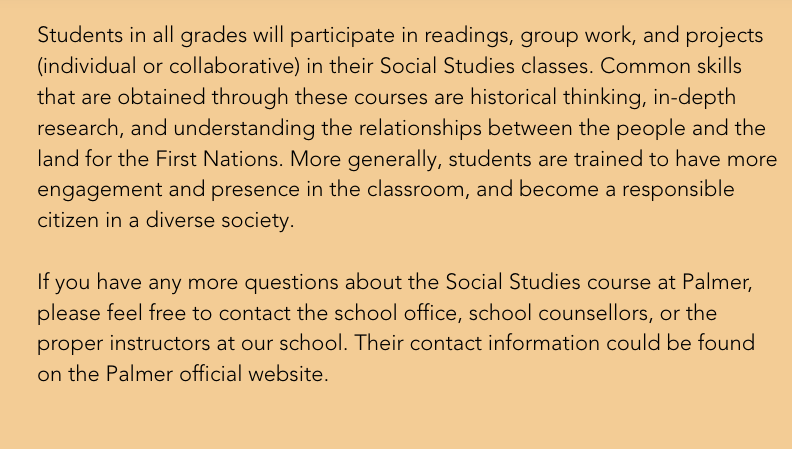 Students in all grades will participate in readings, group work, and projects
(individual or collaborative) in their Social Studies classes. Common skills
that are obtained through these courses are historical thinking, in-depth
research, and understanding the relationships between the people and the
land for the First Nations. More generally, students are trained to have more
engagement and presence in the classroom, and become a responsible
citizen in a diverse society.
If you have any more questions about the Social Studies course at Palmer,
please feel free to contact the school office, school counsellors, or the
proper instructors at our school. Their contact information could be found
on the Palmer official website.